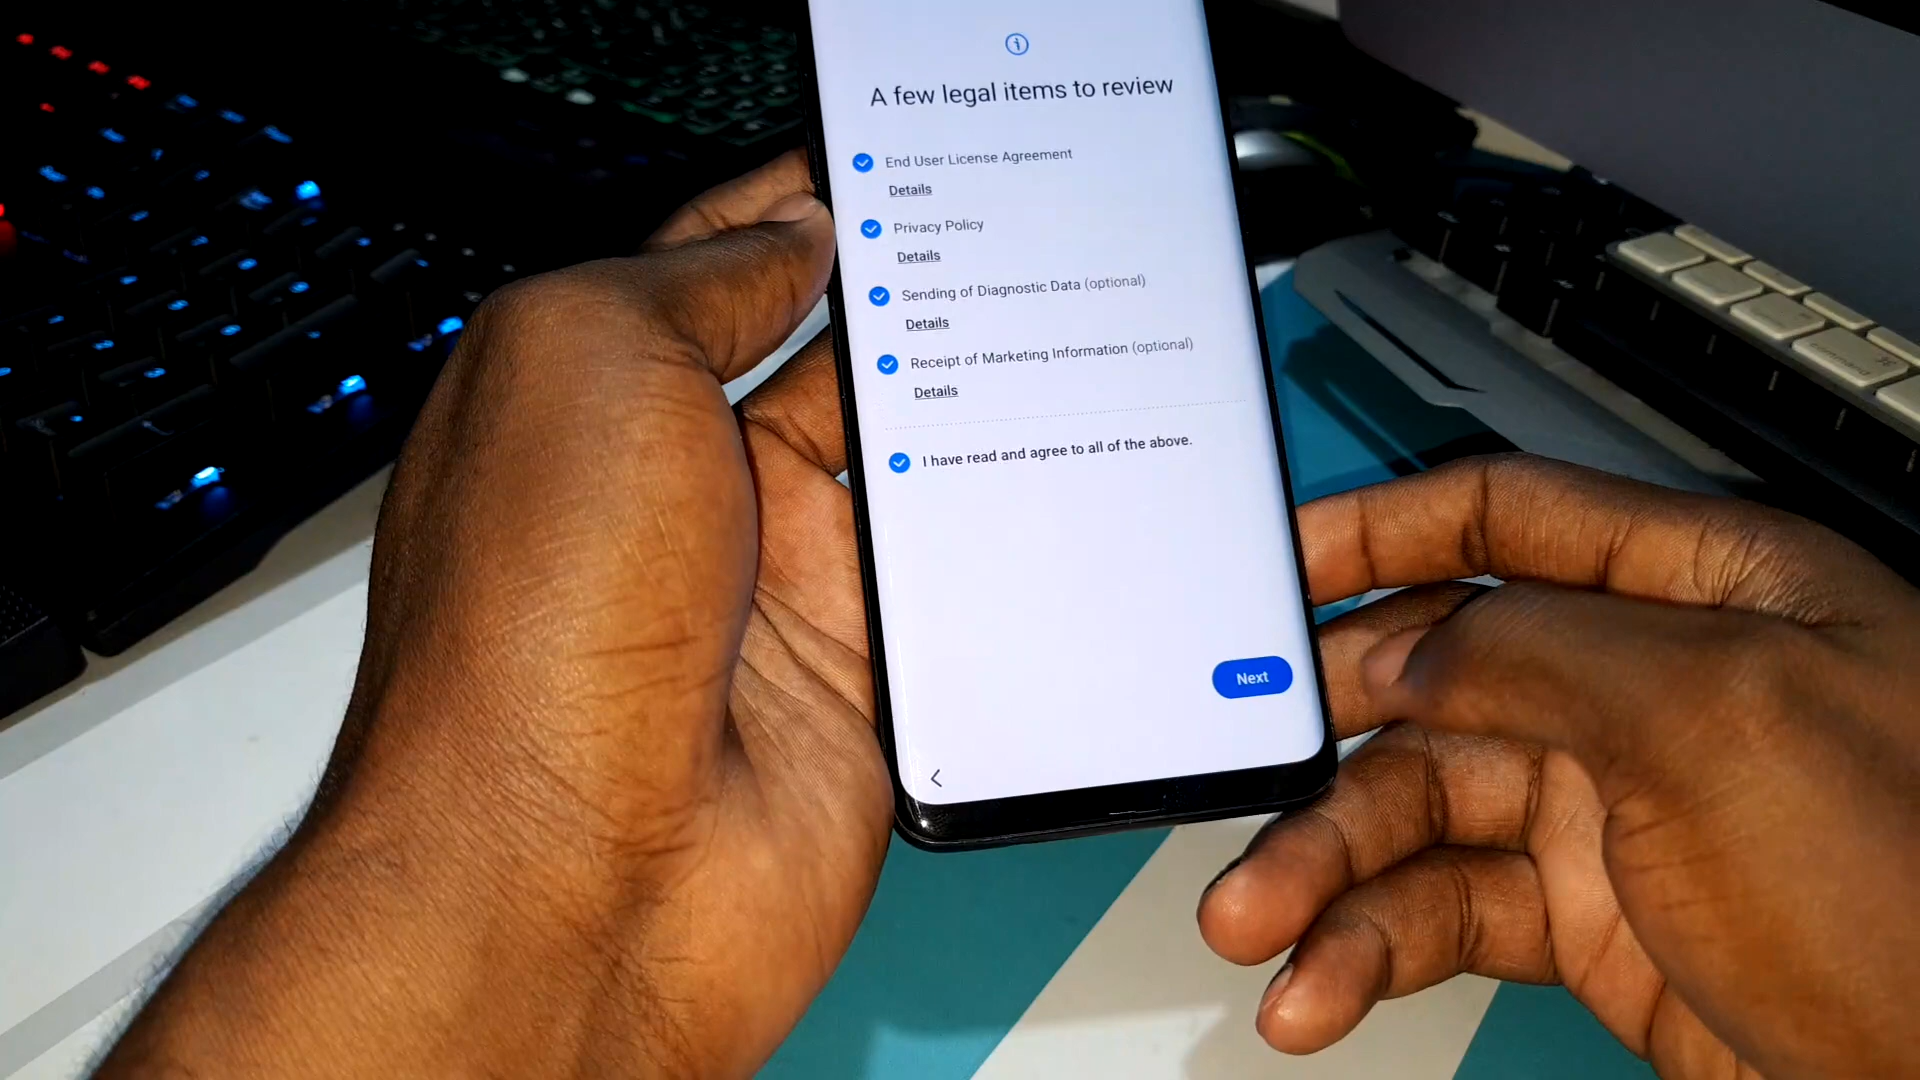 A few legal items to review
End User License Agreement
Details
Privacy Policy
Details
Sending of Diagnostic Data (optional)
Details
Receipt of Marketing Information (optional)
Details
I have read and agree to all of the above.
Next
command